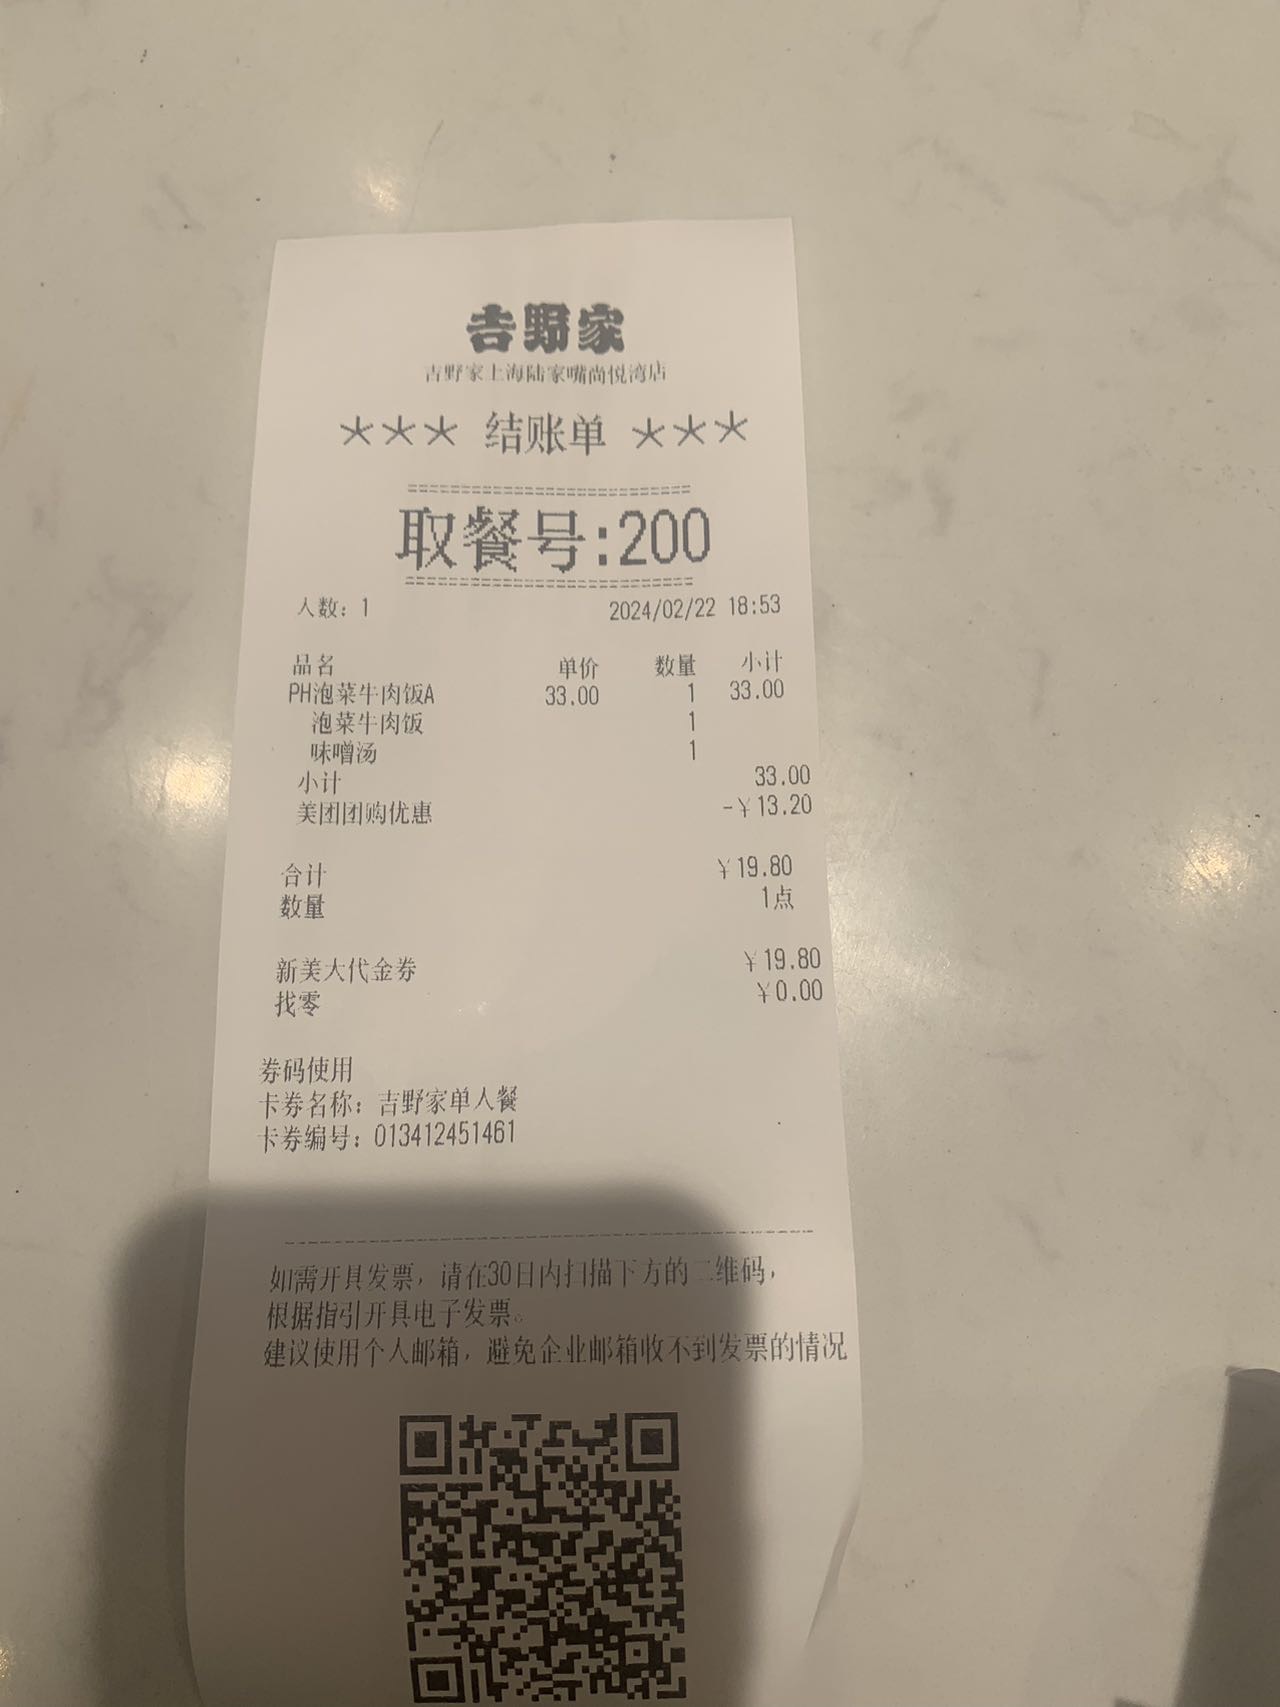 吉野家
吉野家上海陆家嘴尚悦湾店
*** 结账单 ***
取餐号:200
人数：1 2024/02/22 18:53
品名 单价 数量 小计
PH泡菜牛肉饭A 33.00 1 33.00
泡菜牛肉饭 1
味噌汤 1
小计 33.00
美团团购优惠 -¥13.20
合计 ¥19.80
数量 1点
新美大代金券 ¥19.80
找零 ¥0.00
券码使用
卡券名称：吉野家单人餐
卡券编号：013412451461
如需开具发票，请在30日内扫描下方的二维码，
根据指引开具电子发票。
建议使用个人邮箱，避免企业邮箱收不到发票的情况